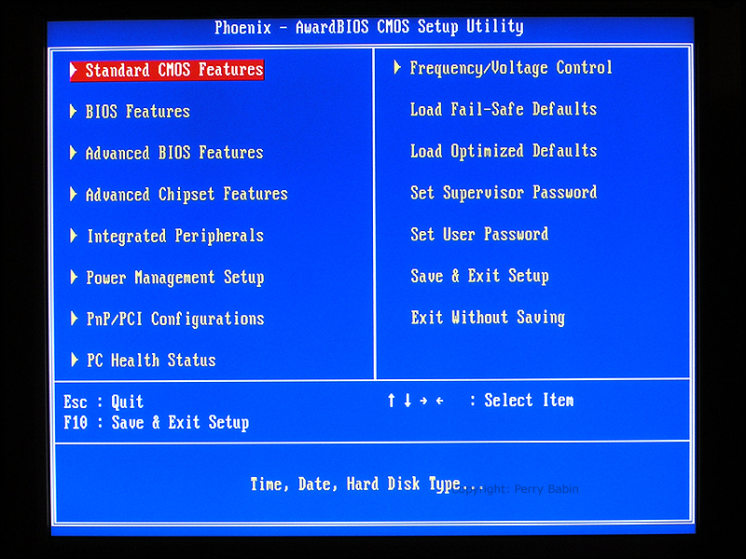 Phoenix - AwardBIOS CMOS Setup Utility
Standard CMOS Features
BIOS Features
Advanced BIOS Features
Advanced Chipset Features
Integrated Peripherals
Power Management Setup
PnP/PCI Configurations
PC Health Status
Frequency/Voltage Control
Load Fail-Safe Defaults
Load Optimized Defaults
Set Supervisor Password
Set User Password
Save & Exit Setup
Exit Without Saving
Esc : Quit
F10 : Save & Exit Setup
↑ ↓ → ← : Select Item
Time, Date, Hard Disk Type...
Copyright: Perry Babin